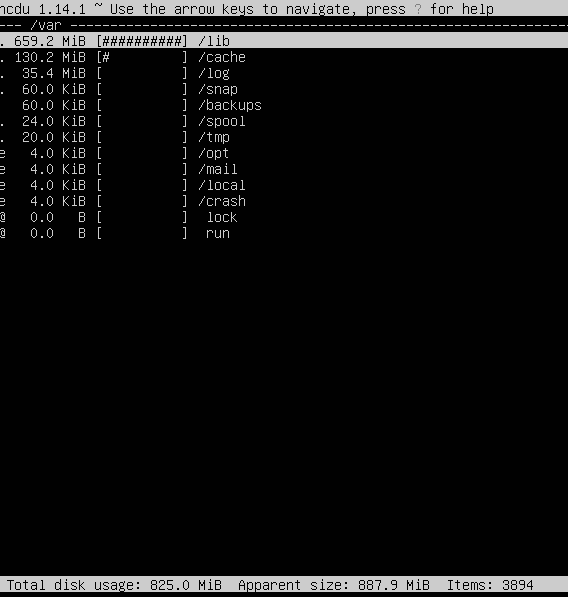 ncdu 1.14.1 ~ Use the arrow keys to navigate, press ? for help
--- /var ---------------------------------------------------------------
. 659.2 MiB [##########] /lib
. 130.2 MiB [#         ] /cache
.  35.4 MiB [          ] /log
.  60.0 KiB [          ] /snap
   60.0 KiB [          ] /backups
.  24.0 KiB [          ] /spool
.  20.0 KiB [          ] /tmp
e   4.0 KiB [          ] /opt
e   4.0 KiB [          ] /mail
e   4.0 KiB [          ] /local
e   4.0 KiB [          ] /crash
@   0.0   B [          ]  lock
@   0.0   B [          ]  run
Total disk usage: 825.0 MiB  Apparent size: 887.9 MiB  Items: 3894